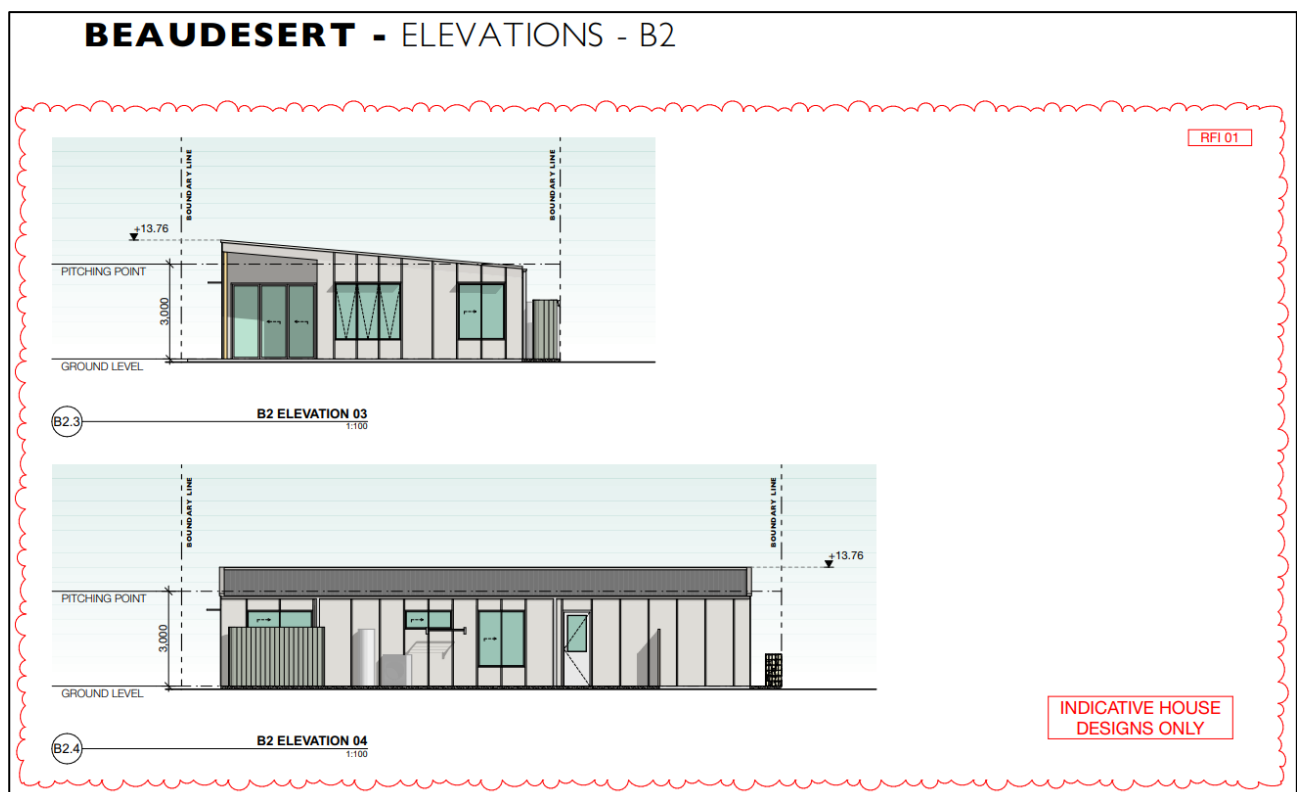 BEAUDESERT - ELEVATIONS - B2
RFI 01
BOUNDARY LINE
BOUNDARY LINE
+13.76
PITCHING POINT
3,000
GROUND LEVEL
B2.3
B2 ELEVATION 03
1:100
BOUNDARY LINE
BOUNDARY LINE
+13.76
PITCHING POINT
3,000
GROUND LEVEL
INDICATIVE HOUSE
DESIGNS ONLY
B2.4
B2 ELEVATION 04
1:100